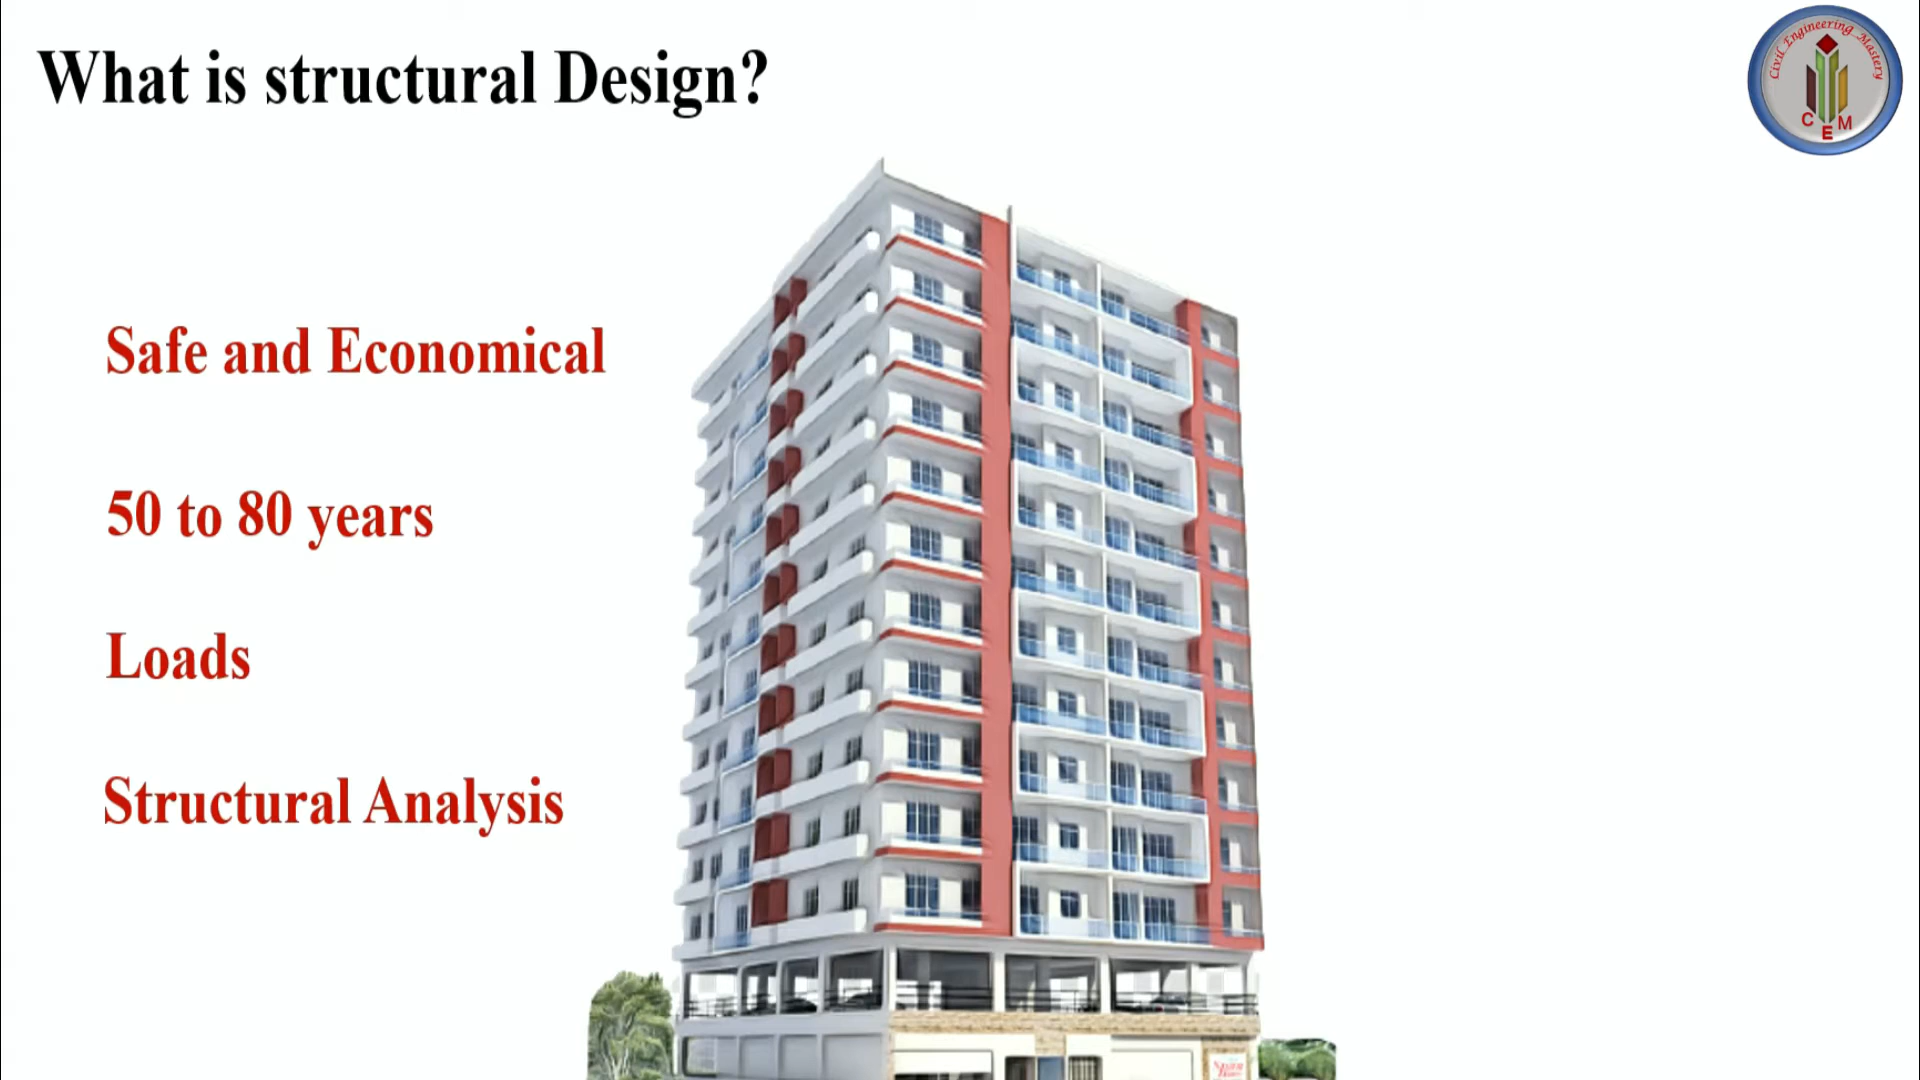 What is structural Design?
Civil Engineering Mastery
C E M
Safe and Economical
50 to 80 years
Loads
Structural Analysis